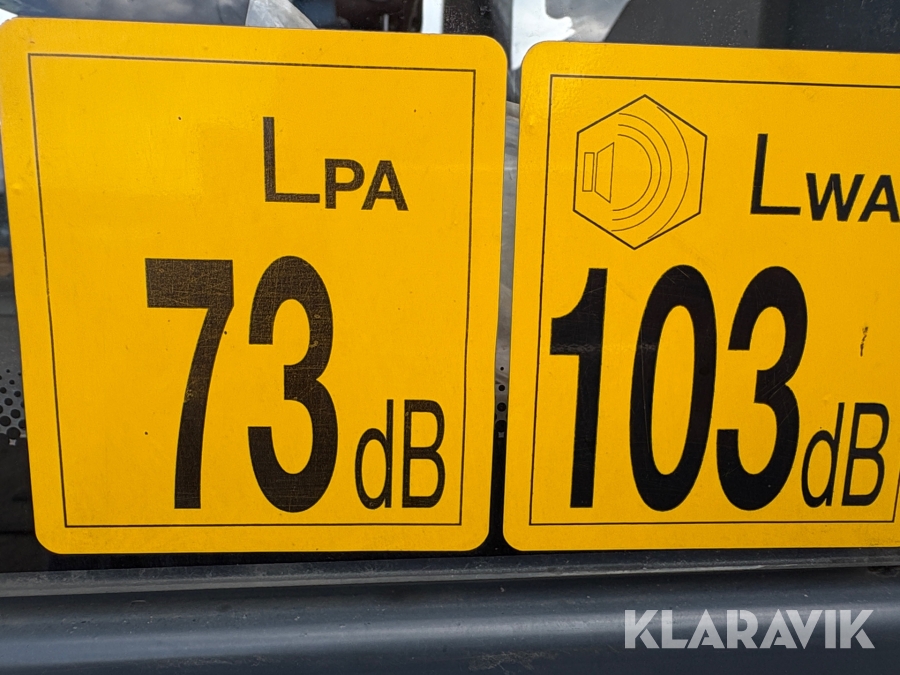 LPA
73 dB
LWA
103 dB
KLARAVIK